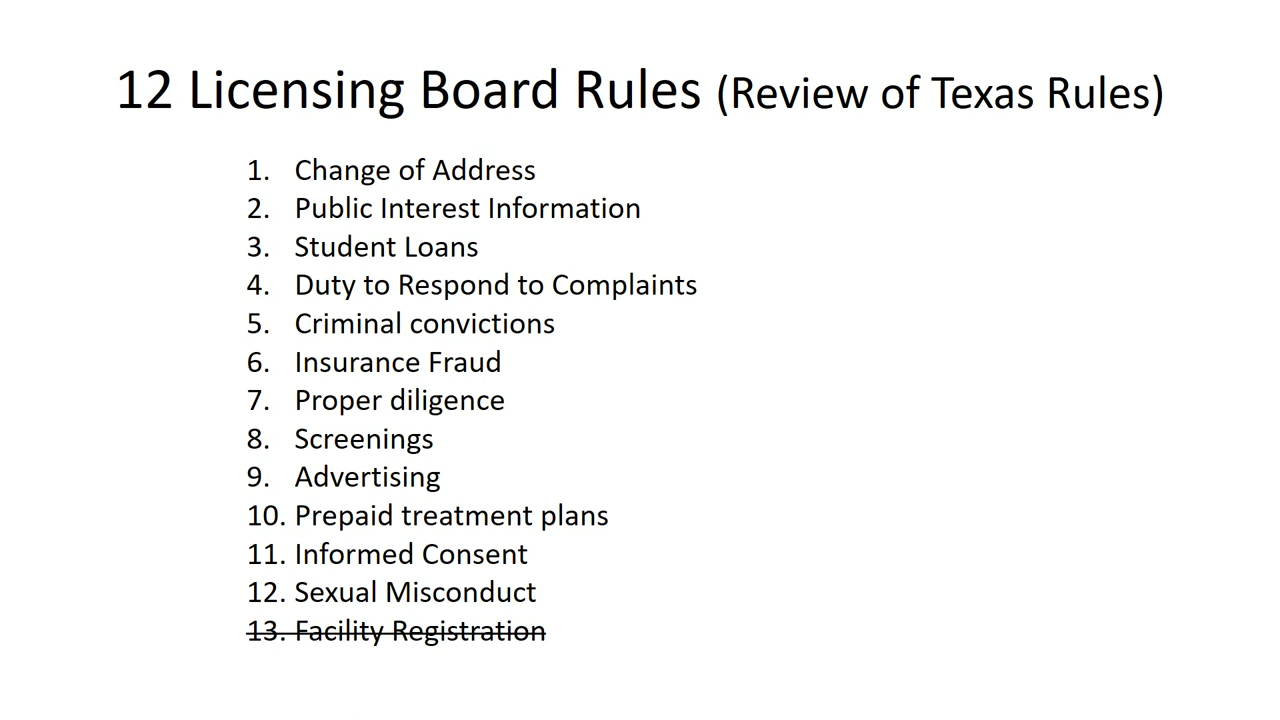 12 Licensing Board Rules (Review of Texas Rules)
1. Change of Address
2. Public Interest Information
3. Student Loans
4. Duty to Respond to Complaints
5. Criminal convictions
6. Insurance Fraud
7. Proper diligence
8. Screenings
9. Advertising
10. Prepaid treatment plans
11. Informed Consent
12. Sexual Misconduct
13. Facility Registration